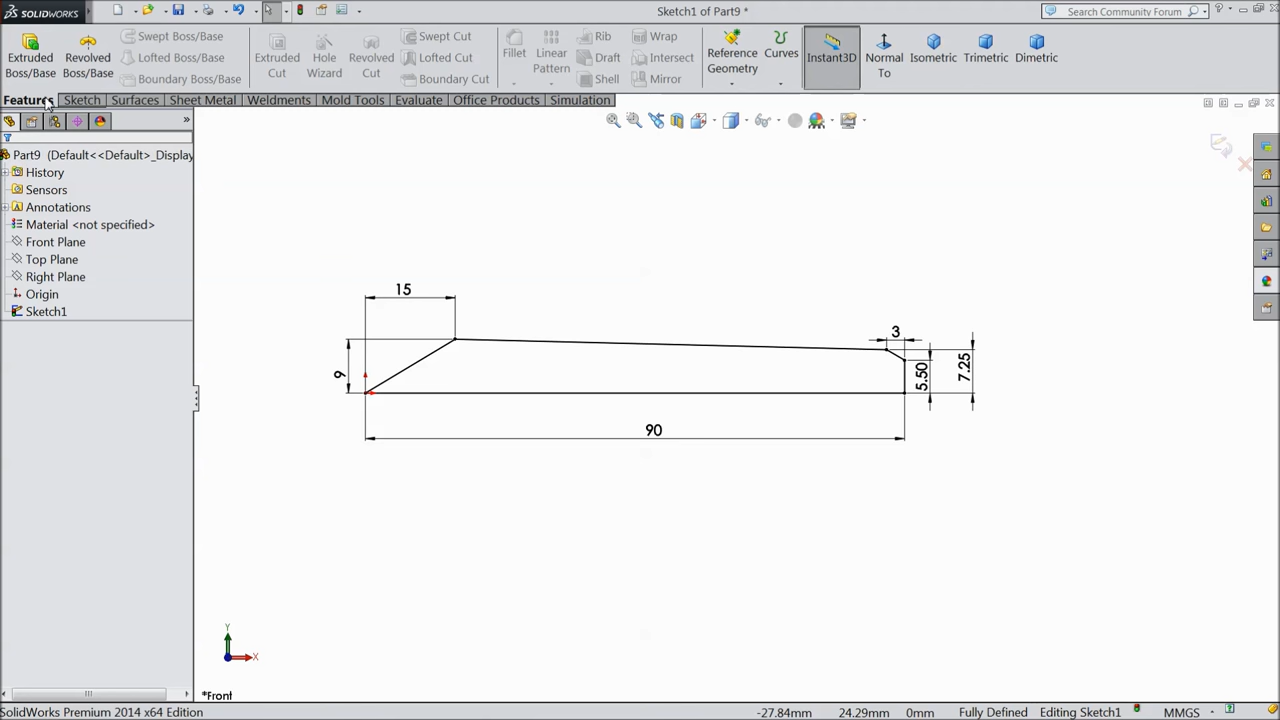 SOLIDWORKS
Sketch1 of Part9 *
Search Community Forum
Extruded Boss/Base
Revolved Boss/Base
Swept Boss/Base
Lofted Boss/Base
Boundary Boss/Base
Extruded Cut
Hole Wizard
Revolved Cut
Swept Cut
Lofted Cut
Boundary Cut
Fillet
Linear Pattern
Rib
Draft
Shell
Wrap
Intersect
Mirror
Reference Geometry
Curves
Instant3D
Normal To
Isometric
Trimetric
Dimetric
Features
Sketch
Surfaces
Sheet Metal
Weldments
Mold Tools
Evaluate
Office Products
Simulation
Part9 (Default<<Default>_Display
History
Sensors
Annotations
Material <not specified>
Front Plane
Top Plane
Right Plane
Origin
Sketch1
15
3
9
5.50
7.25
90
Y
X
*Front
SolidWorks Premium 2014 x64 Edition
-27.84mm
24.29mm
0mm
Fully Defined
Editing Sketch1
MMGS